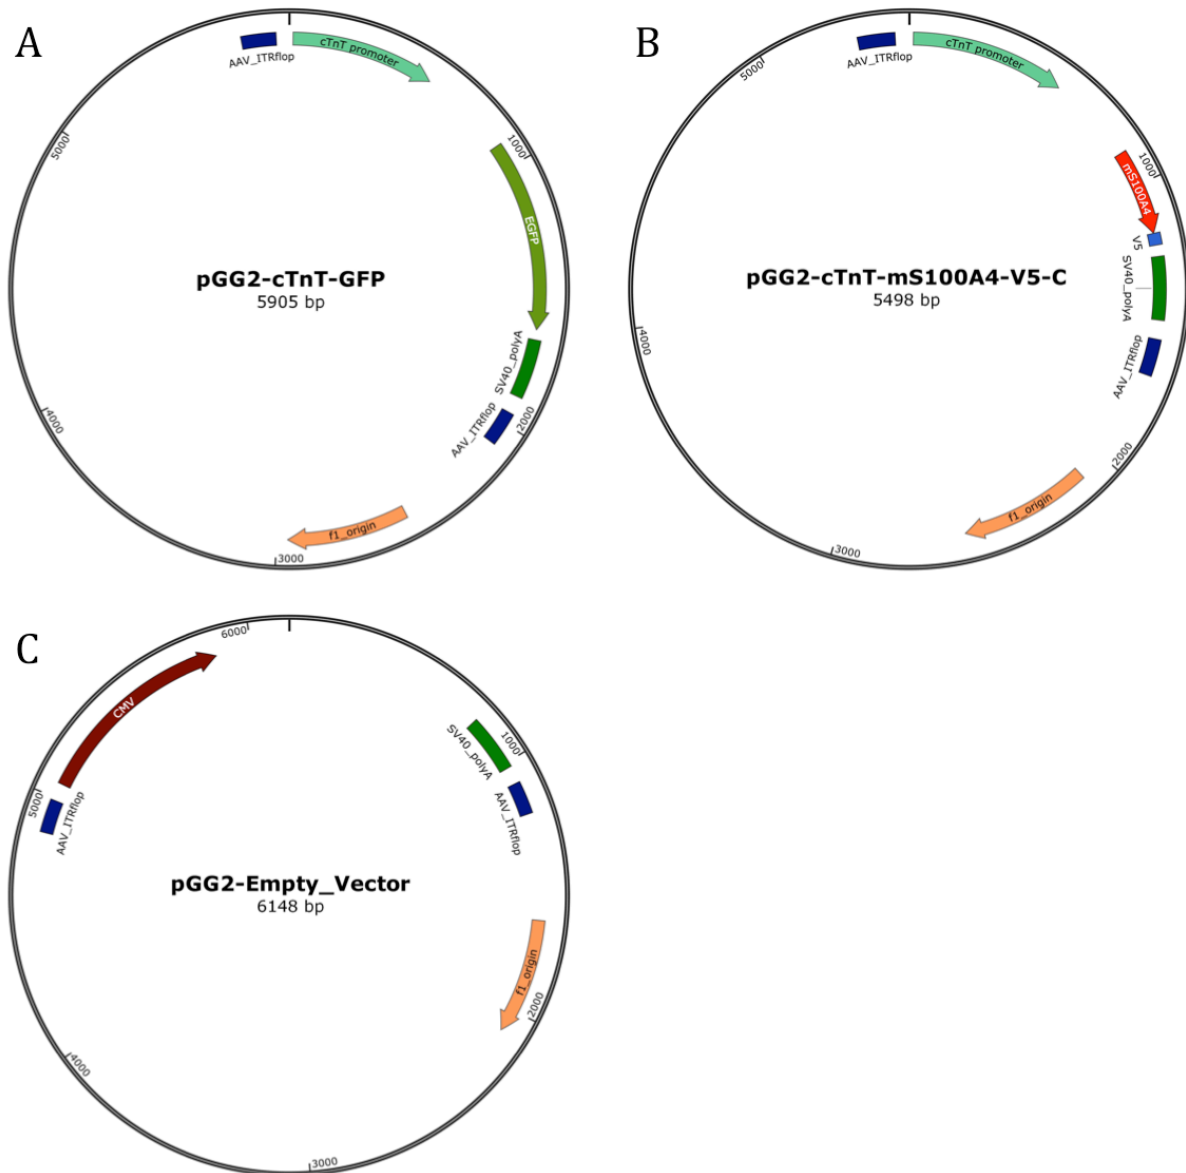 A
AAV_ITRflop
cTnT promoter
1000
EGFP
SV40_polyA
AAV_ITRflop
2000
f1_origin
3000
4000
5000
pGG2-cTnT-GFP
5905 bp
B
AAV_ITRflop
cTnT promoter
1000
mS100A4
V5
SV40_polyA
AAV_ITRflop
2000
f1_origin
3000
4000
5000
pGG2-cTnT-mS100A4-V5-C
5498 bp
C
6000
CMV
5000
AAV_ITRflop
SV40_polyA
1000
AAV_ITRflop
f1_origin
2000
3000
4000
pGG2-Empty_Vector
6148 bp